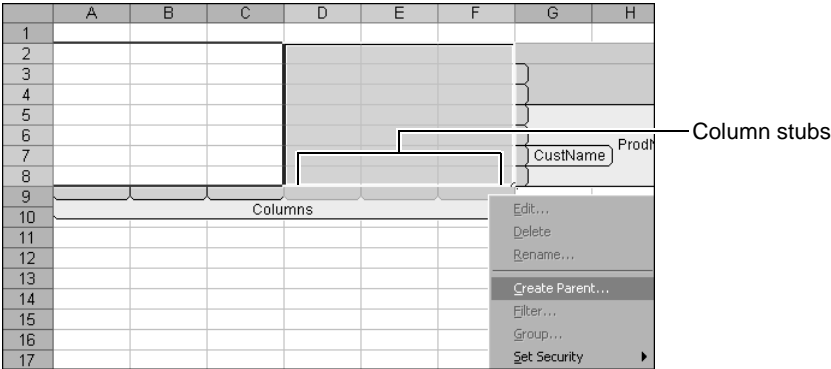 A B C D E F G H
1
2
3
4
5
6
7
8
9
10
11
12
13
14
15
16
17
Column stubs
CustName
Columns
Edit...
Delete
Rename...
Create Parent...
Filter...
Group...
Set Security